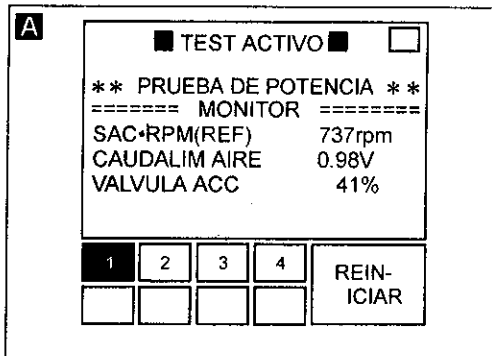 A
■ TEST ACTIVO ■
** PRUEBA DE POTENCIA **
======= MONITOR ========
SAC•RPM(REF) 737rpm
CAUDALIM AIRE 0.98V
VALVULA ACC 41%
1 2 3 4 REIN-
ICIAR